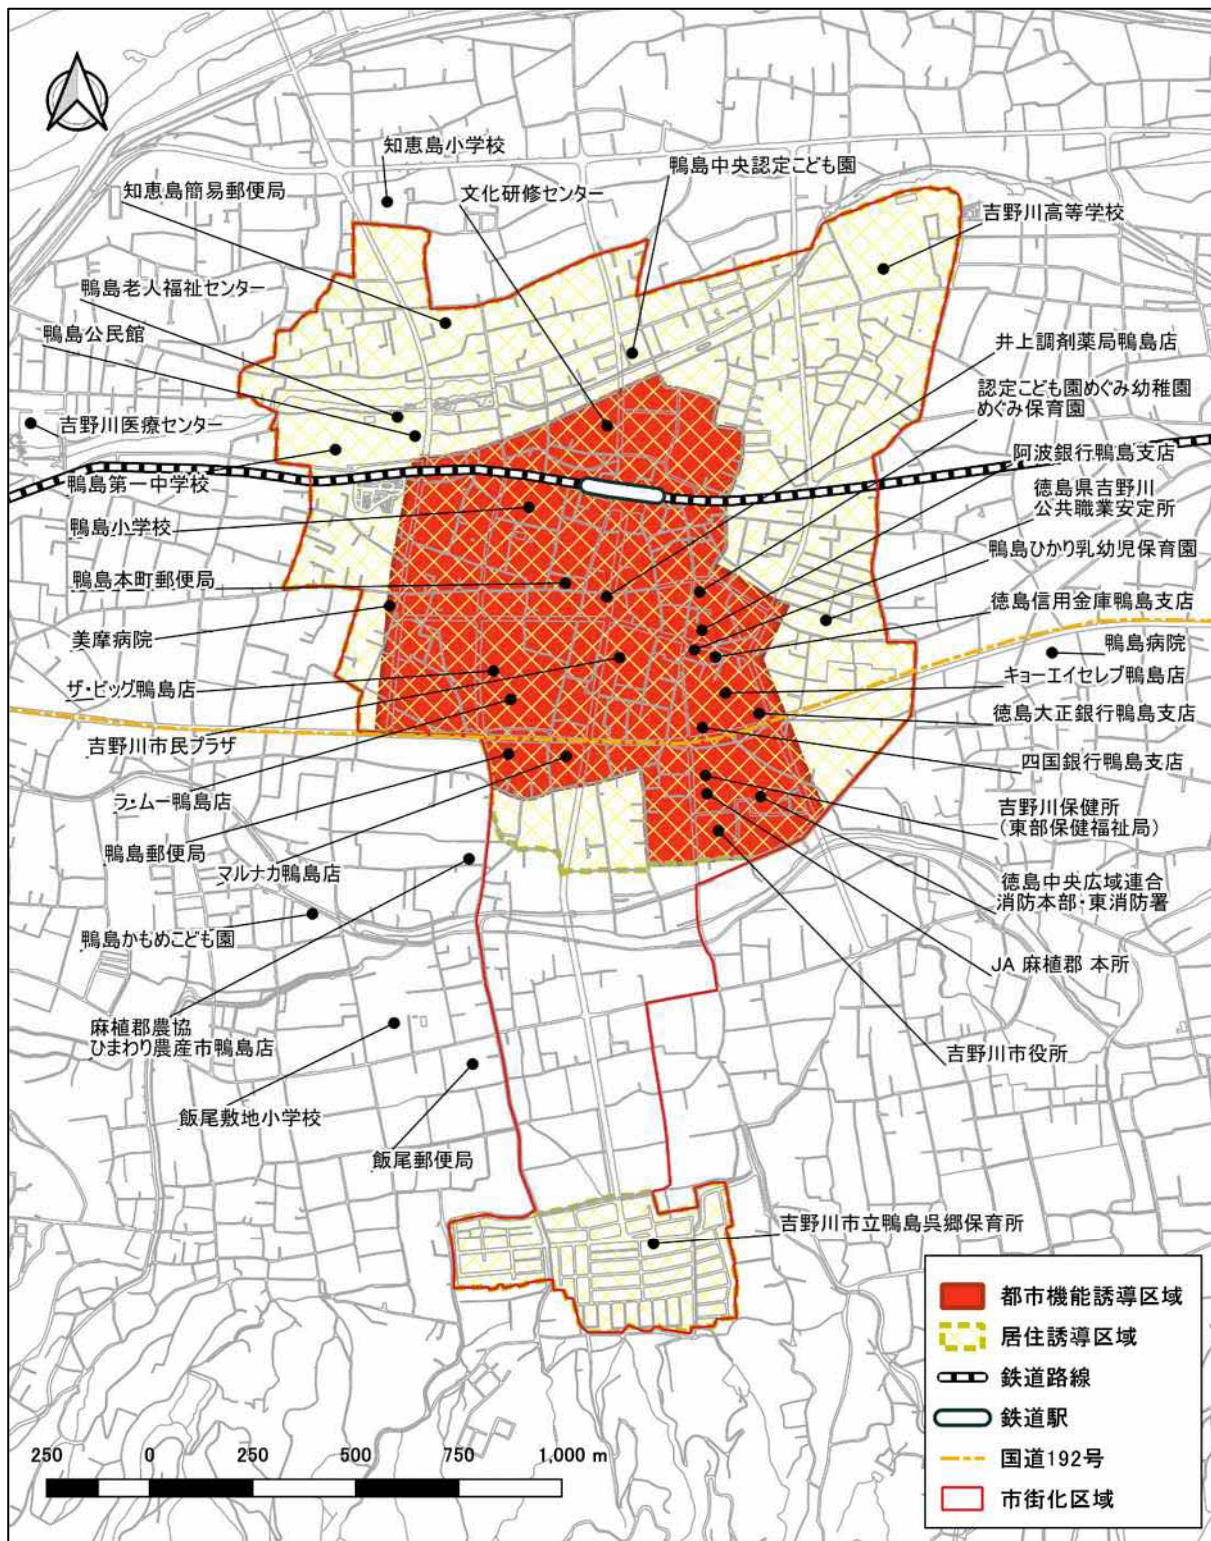 知恵島小学校
鴨島中央認定こども園
知恵島簡易郵便局
文化研修センター
吉野川高等学校
鴨島老人福祉センター
鴨島公民館
井上調剤薬局鴨島店
認定こども園めぐみ幼稚園
めぐみ保育園
吉野川医療センター
阿波銀行鴨島支店
鴨島第一中学校
徳島県吉野川
公共職業安定所
鴨島小学校
鴨島ひかり乳幼児保育園
鴨島本町郵便局
徳島信用金庫鴨島支店
美摩病院
鴨島病院
ザ・ビッグ鴨島店
キョーエイセレブ鴨島店
徳島大正銀行鴨島支店
吉野川市民プラザ
四国銀行鴨島支店
ラ・ムー鴨島店
吉野川保健所
(東部保健福祉局)
鴨島郵便局
マルナカ鴨島店
徳島中央広域連合
消防本部・東消防署
鴨島かもめこども園
JA 麻植郡 本所
麻植郡農協
ひまわり農産市鴨島店
吉野川市役所
飯尾敷地小学校
飯尾郵便局
吉野川市立鴨島呉郷保育所
都市機能誘導区域
居住誘導区域
鉄道路線
鉄道駅
国道192号
市街化区域
250 0 250 500 750 1,000 m